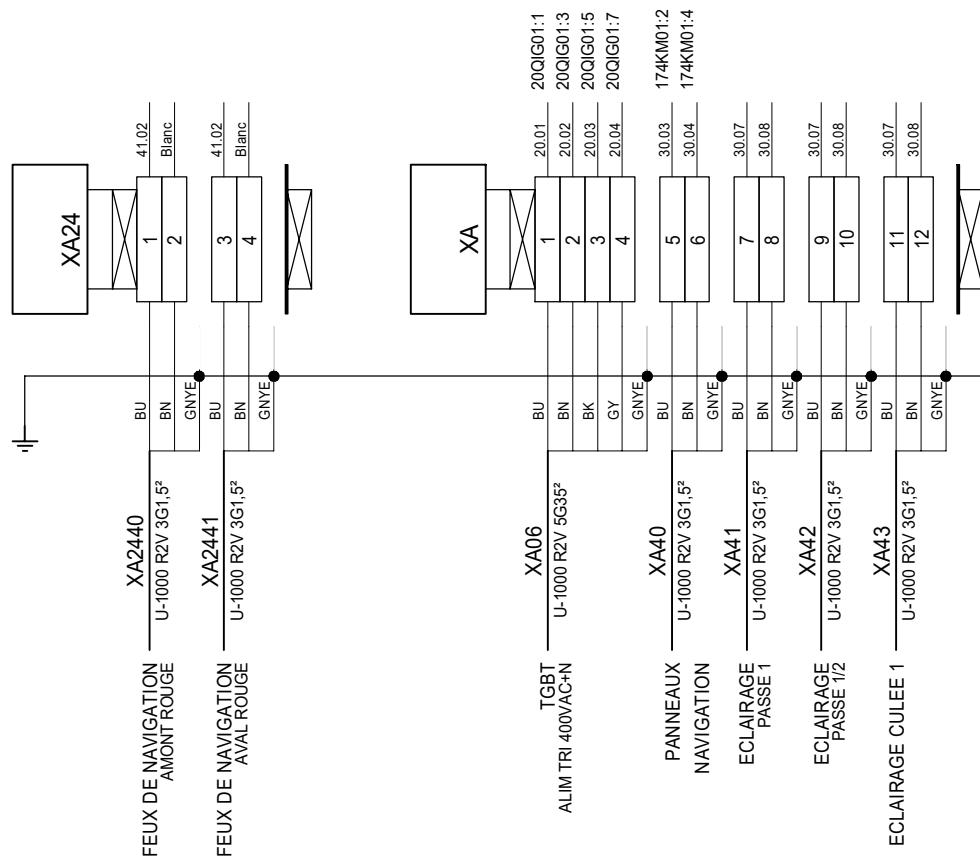 XA24
FEUX DE NAVIGATION
AMONT ROUGE
XA2440
U-1000 R2V 3G1,5²
BU
BN
GNYE
1
2
41.02
Blanc
FEUX DE NAVIGATION
AVAL ROUGE
XA2441
U-1000 R2V 3G1,5²
BU
BN
GNYE
3
4
41.02
Blanc
XA
TGBT
ALIM TRI 400VAC+N
XA06
U-1000 R2V 5G35²
BU
BN
BK
GY
GNYE
1
2
3
4
20.01
20.02
20.03
20.04
20QIG01:1
20QIG01:3
20QIG01:5
20QIG01:7
PANNEAUX
NAVIGATION
XA40
U-1000 R2V 3G1,5²
BU
BN
GNYE
5
6
30.03
30.04
174KM01:2
174KM01:4
ECLAIRAGE
PASSE 1
XA41
U-1000 R2V 3G1,5²
BU
BN
GNYE
7
8
30.07
30.08
ECLAIRAGE
PASSE 1/2
XA42
U-1000 R2V 3G1,5²
BU
BN
GNYE
9
10
30.07
30.08
ECLAIRAGE CULEE 1
XA43
U-1000 R2V 3G1,5²
BU
BN
GNYE
11
12
30.07
30.08